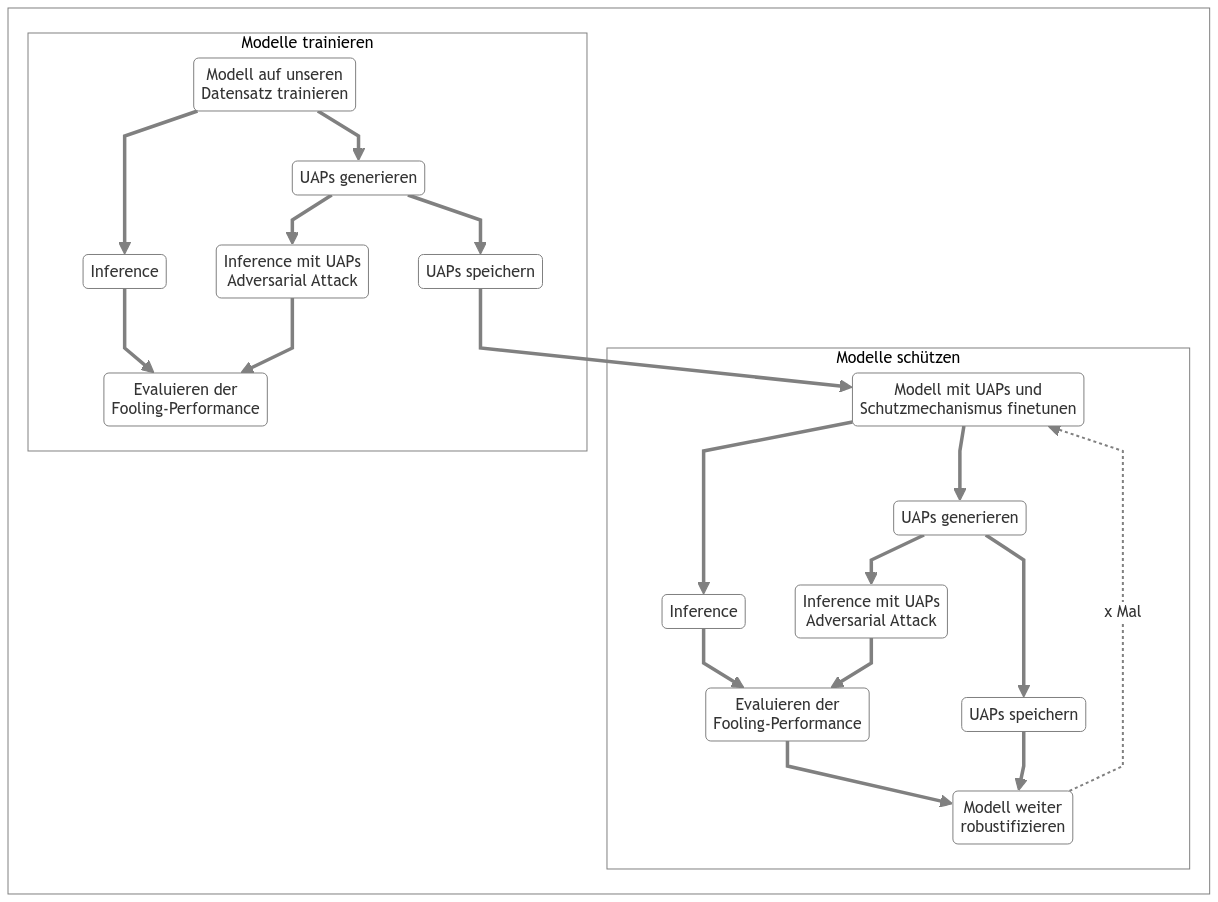 Modelle trainieren
Modell auf unseren
Datensatz trainieren
UAPs generieren
Inference
Inference mit UAPs
Adversarial Attack
UAPs speichern
Evaluieren der
Fooling-Performance
Modelle schützen
Modell mit UAPs und
Schutzmechanismus finetunen
UAPs generieren
Inference
Inference mit UAPs
Adversarial Attack
x Mal
Evaluieren der
Fooling-Performance
UAPs speichern
Modell weiter
robustifizieren